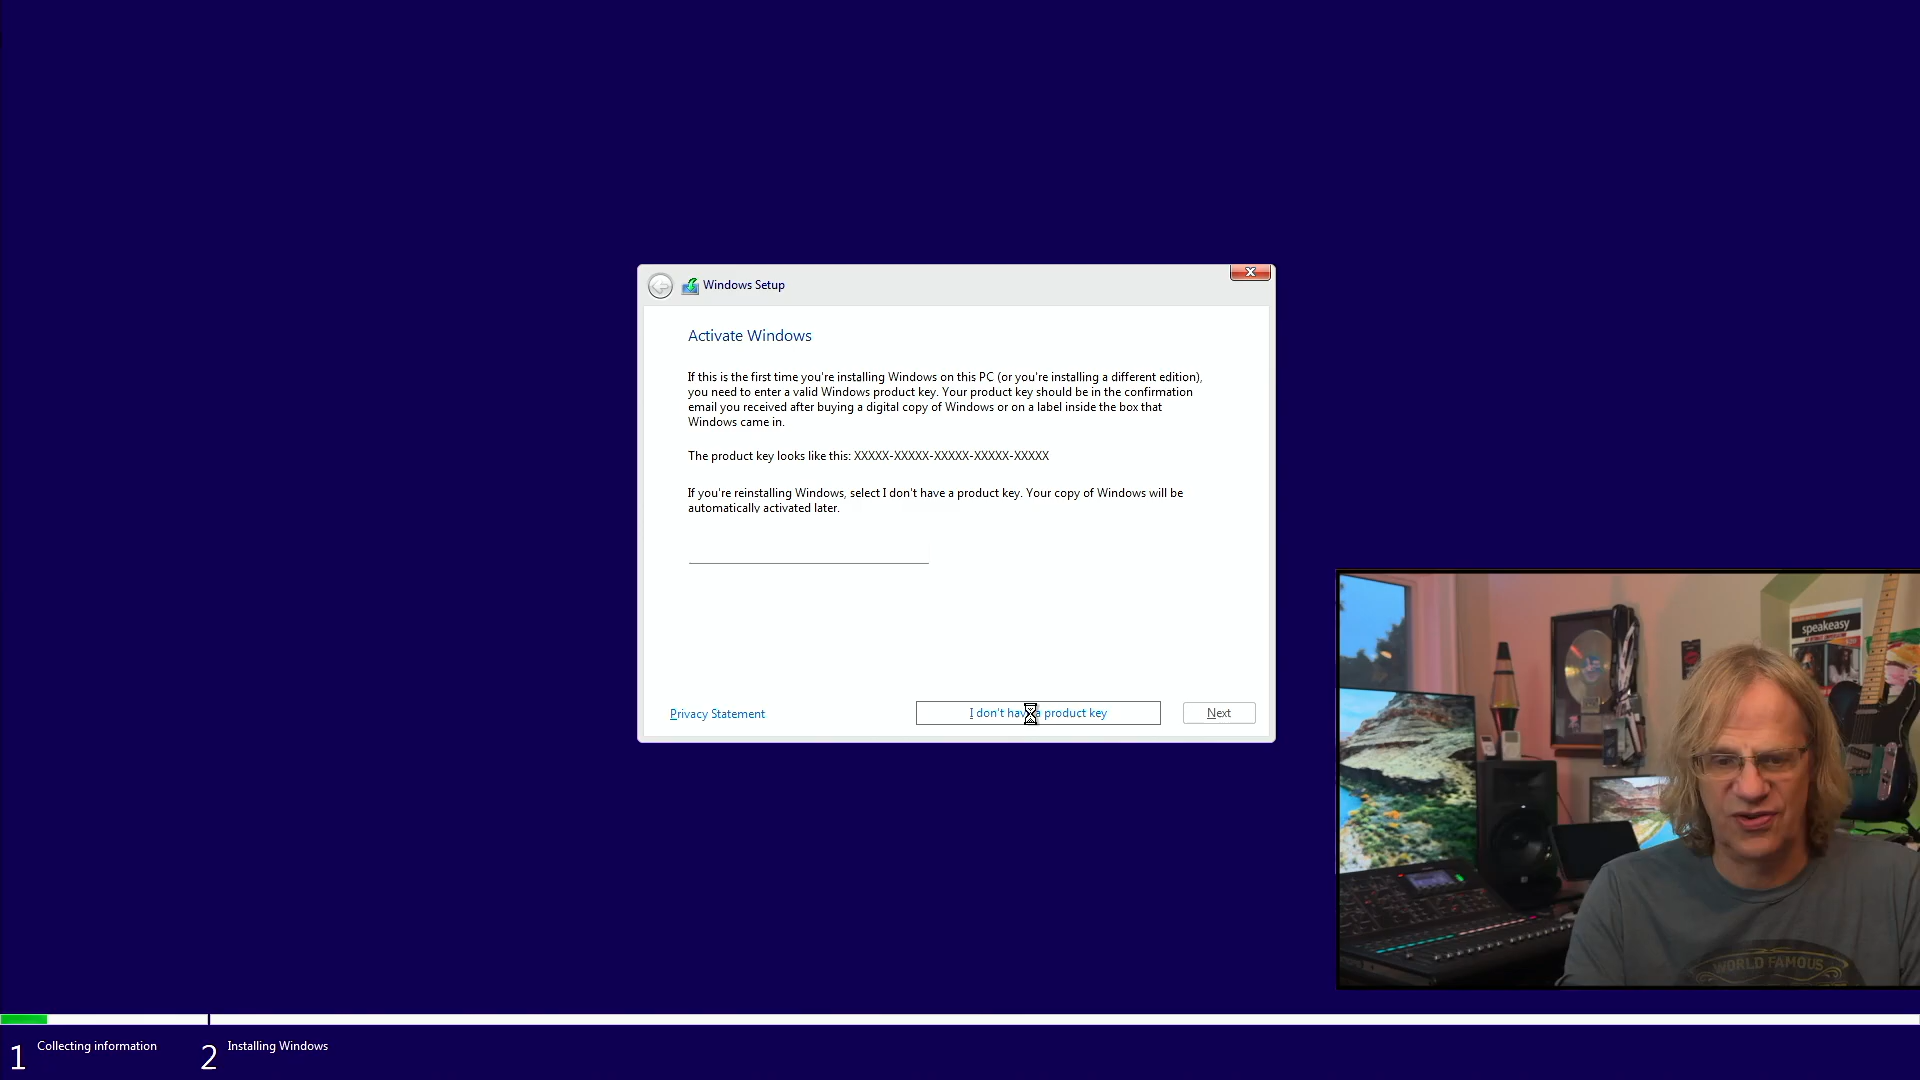 Windows Setup
Activate Windows
If this is the first time you're installing Windows on this PC (or you're installing a different edition),
you need to enter a valid Windows product key. Your product key should be in the confirmation
email you received after buying a digital copy of Windows or on a label inside the box that
Windows came in.
The product key looks like this: XXXXX-XXXXX-XXXXX-XXXXX-XXXXX
If you're reinstalling Windows, select I don't have a product key. Your copy of Windows will be
automatically activated later.
Privacy Statement
I don't have a product key
Next
speakeasy
WORLD FAMOUS
1 Collecting information
2 Installing Windows